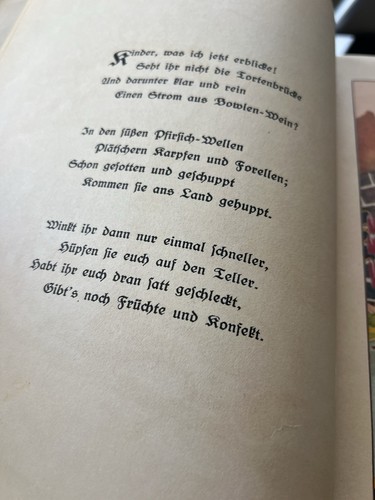 Kinder, was ich jetzt erblicke!
Seht ihr nicht die Tortenbrücke
Und darunter klar und rein
Einen Strom aus Bowlen-Wein?
In den süßen Pfirsich-Wellen
Plätschern Karpfen und Forellen;
Schon gesotten und geschuppt
Kommen sie ans Land gehuppt.
Winkt ihr dann nur einmal schneller,
Hüpfen sie euch auf den Teller.
Habt ihr euch dran satt geschleckt,
Gibt's noch Früchte und Konfekt.